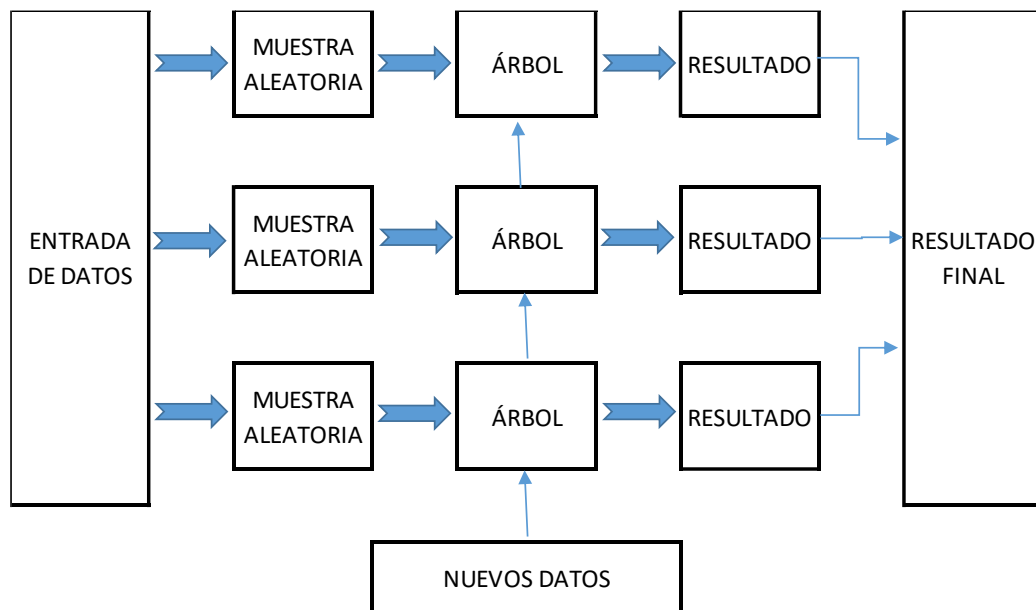 ENTRADA
DE DATOS
MUESTRA
ALEATORIA
ÁRBOL
RESULTADO
MUESTRA
ALEATORIA
ÁRBOL
RESULTADO
MUESTRA
ALEATORIA
ÁRBOL
RESULTADO
RESULTADO
FINAL
NUEVOS DATOS